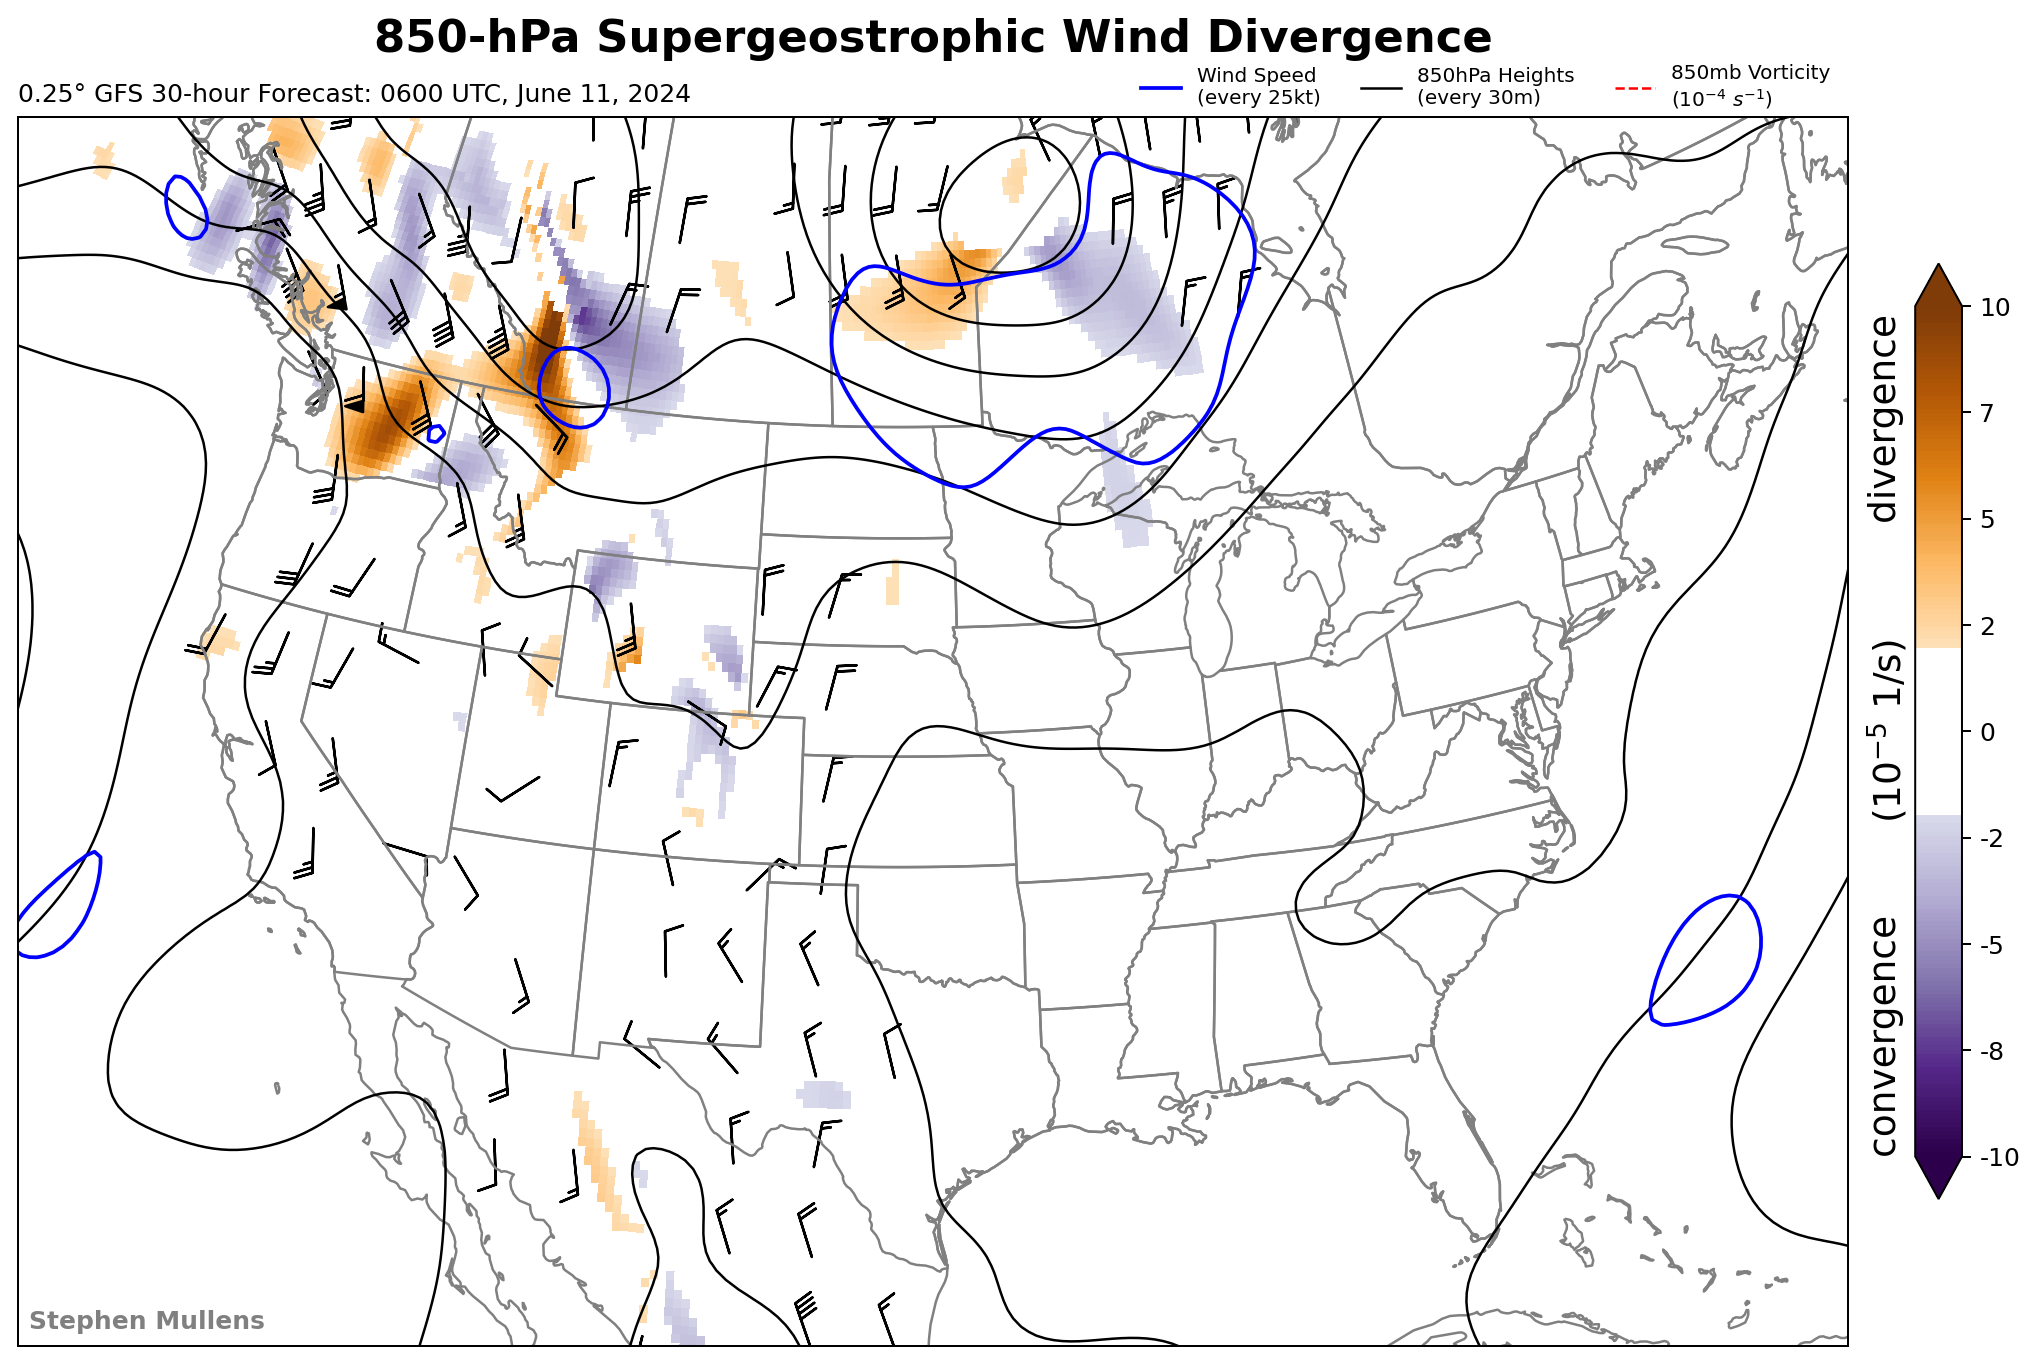 850-hPa Supergeostrophic Wind Divergence
0.25° GFS 30-hour Forecast: 0600 UTC, June 11, 2024
Wind Speed
(every 25kt)
850hPa Heights
(every 30m)
850mb Vorticity
(10⁻⁴ s⁻¹)
10
7
5
2
0
-2
-5
-8
-10
convergence (10⁻⁵ 1/s) divergence
Stephen Mullens